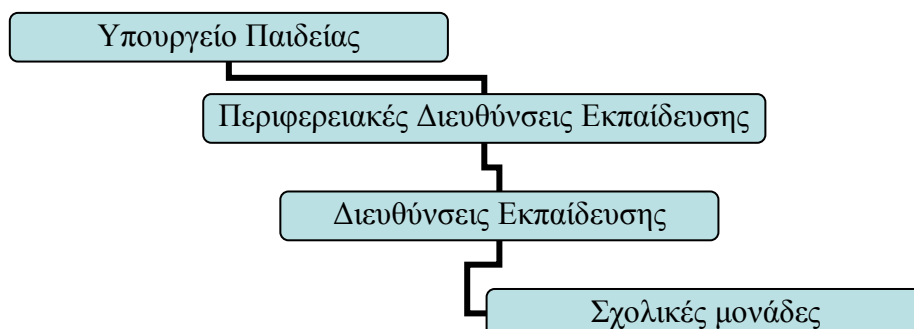 Υπουργείο Παιδείας
Περιφερειακές Διευθύνσεις Εκπαίδευσης
Διευθύνσεις Εκπαίδευσης
Σχολικές μονάδες